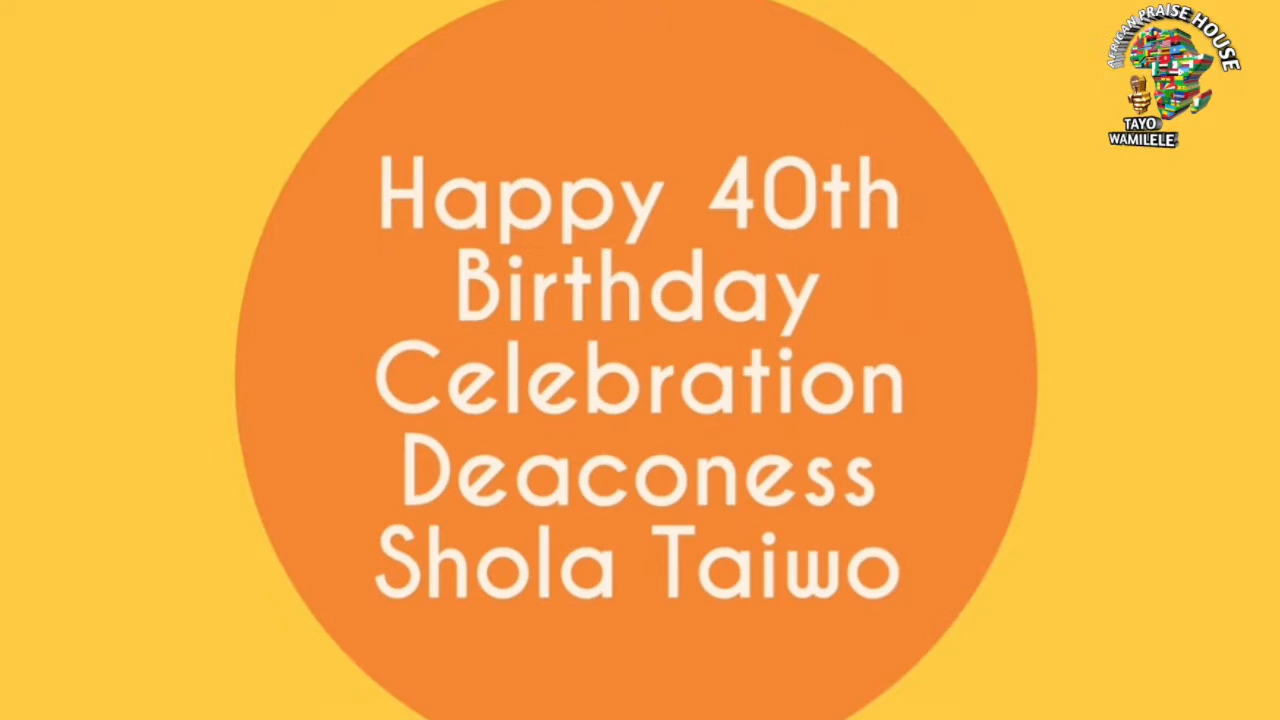 AFRICAN PRAISE HOUSE
TAYO
WAMILELE
Happy 40th
Birthday
Celebration
Deaconess
Shola Taiwo